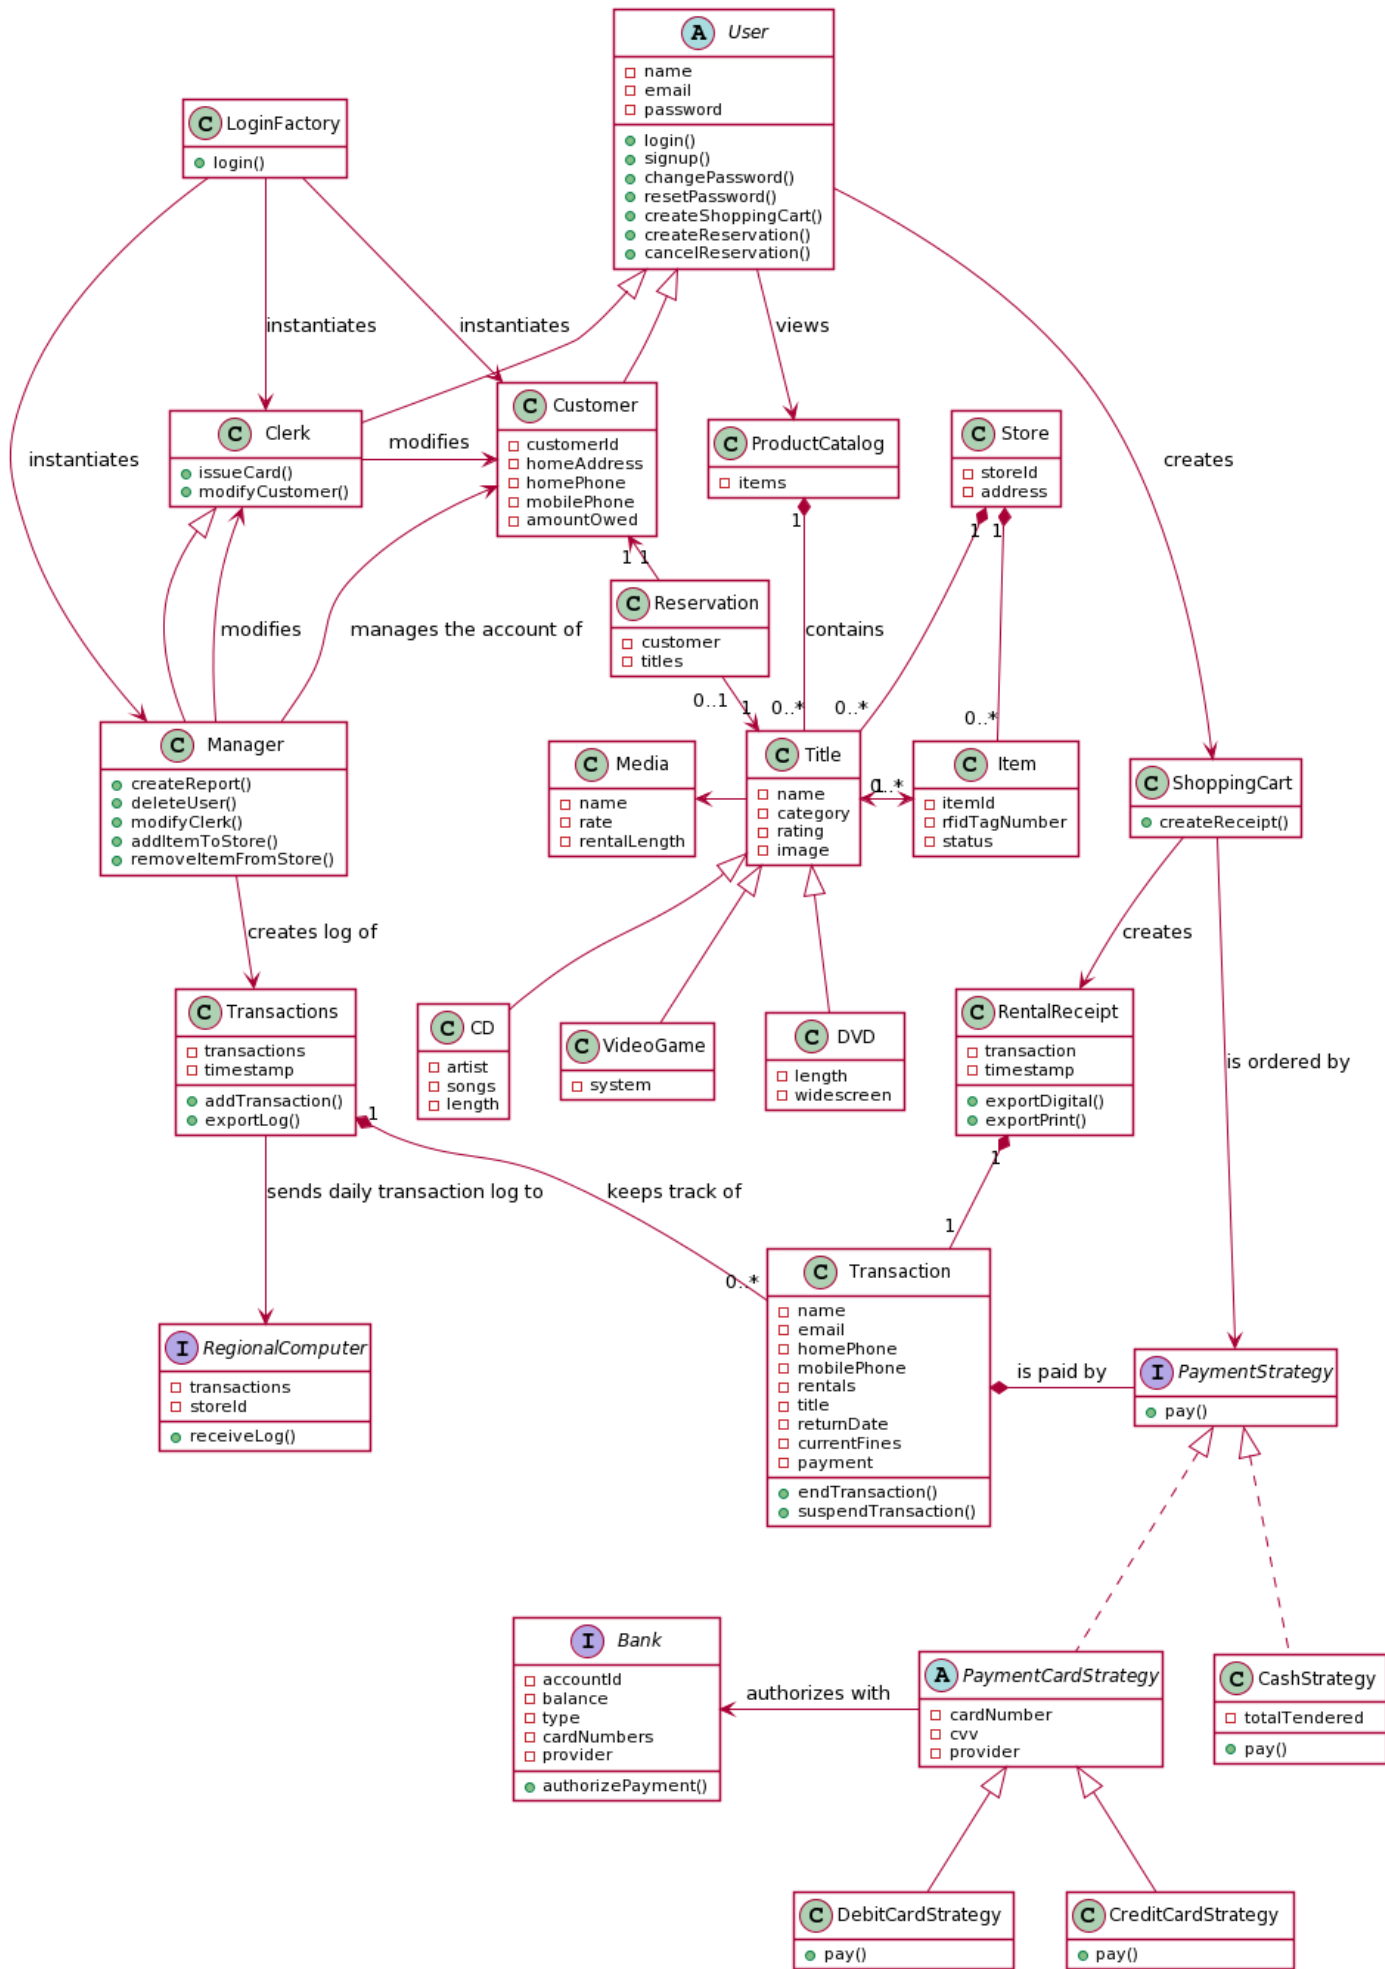 A User
name
email
password
login()
signup()
changePassword()
resetPassword()
createShoppingCart()
createReservation()
cancelReservation()
C LoginFactory
login()
instantiates
instantiates
views
C Clerk
issueCard()
modifyCustomer()
modifies
C Customer
customerId
homeAddress
homePhone
mobilePhone
amountOwed
C ProductCatalog
items
C Store
storeId
address
instantiates
creates
1
1
1
1 1
C Reservation
customer
titles
modifies
manages the account of
contains
0..1
1
0..*
0..*
0..*
C Manager
createReport()
deleteUser()
modifyClerk()
addItemToStore()
removeItemFromStore()
C Media
name
rate
rentalLength
C Title
name
category
rating
image
1
0..*
C Item
itemId
rfidTagNumber
status
C ShoppingCart
createReceipt()
creates log of
creates
C Transactions
transactions
timestamp
addTransaction()
exportLog()
C CD
artist
songs
length
C VideoGame
system
C DVD
length
widescreen
C RentalReceipt
transaction
timestamp
exportDigital()
exportPrint()
is ordered by
1
1
sends daily transaction log to
keeps track of
1
0..*
C Transaction
name
email
homePhone
mobilePhone
rentals
title
returnDate
currentFines
payment
endTransaction()
suspendTransaction()
I RegionalComputer
transactions
storeId
receiveLog()
is paid by
I PaymentStrategy
pay()
I Bank
accountId
balance
type
cardNumbers
provider
authorizePayment()
authorizes with
A PaymentCardStrategy
cardNumber
cvv
provider
C CashStrategy
totalTendered
pay()
C DebitCardStrategy
pay()
C CreditCardStrategy
pay()